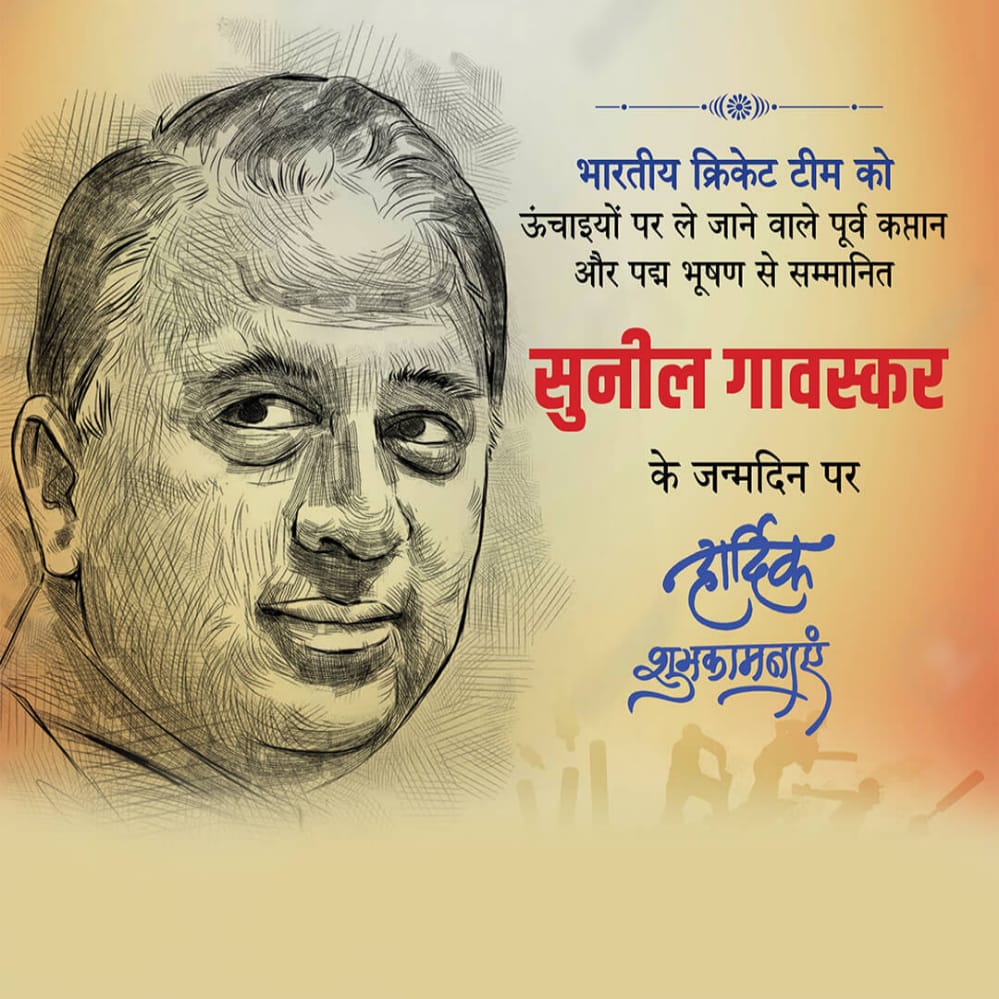 भारतीय क्रिकेट टीम को
ऊंचाइयों पर ले जाने वाले पूर्व कप्तान
और पद्म भूषण से सम्मानित
सुनील गावस्कर
के जन्मदिन पर
हार्दिक
शुभकामनाएं